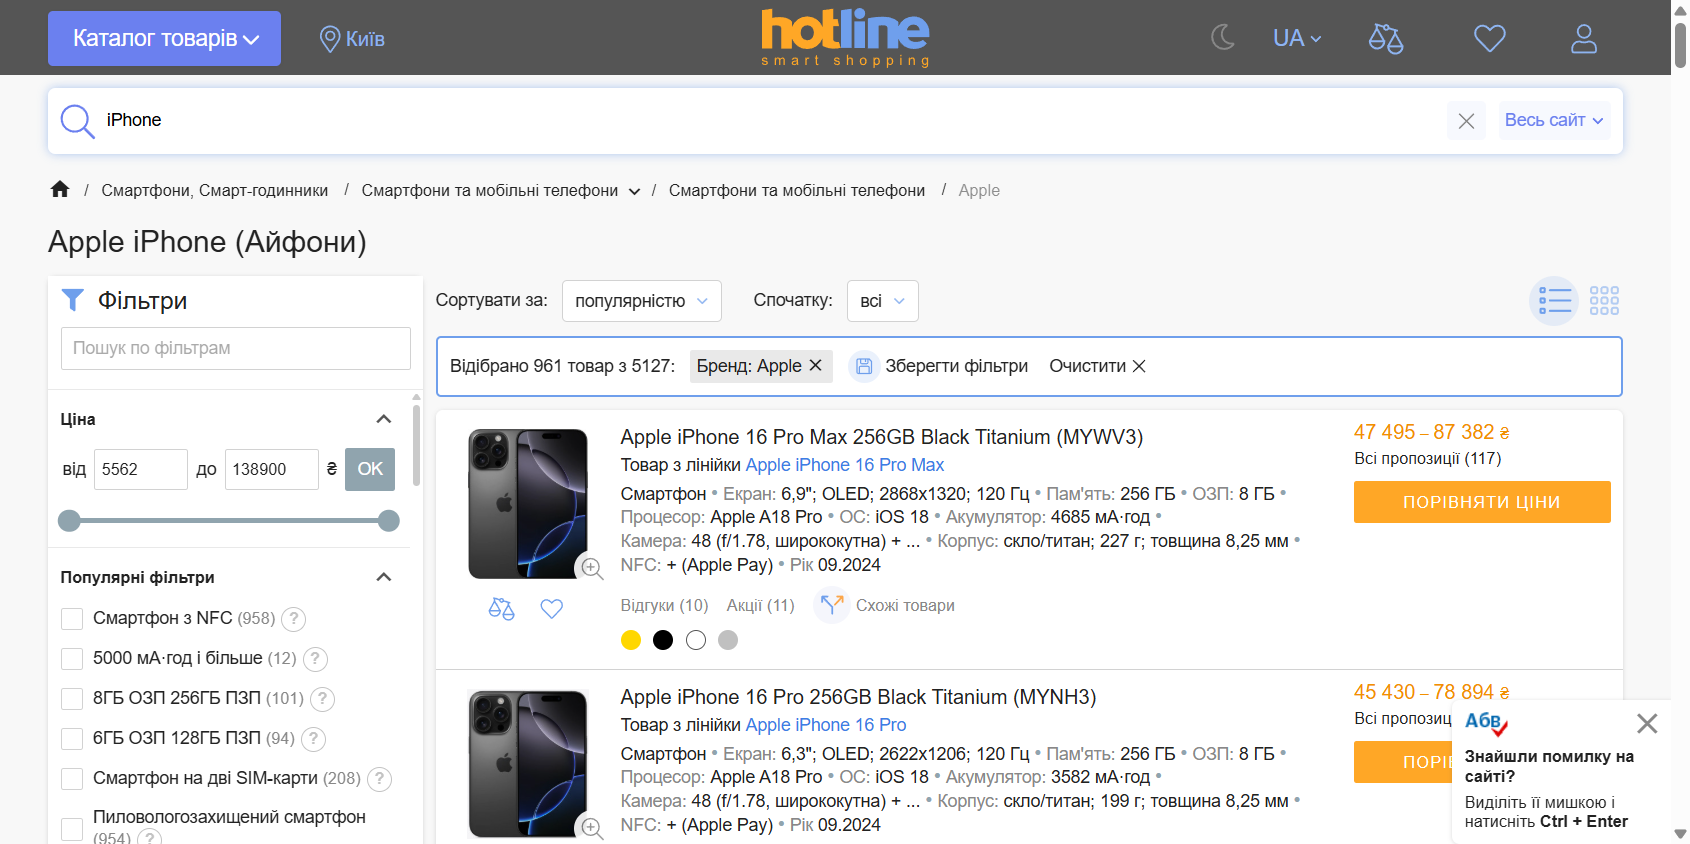 Каталог товарів
Київ
hotline
smart shopping
UA
iPhone
Весь сайт
/ Смартфони, Смарт-годинники / Смартфони та мобільні телефони / Смартфони та мобільні телефони / Apple
Apple iPhone (Айфони)
Фільтри
Пошук по фільтрам
Ціна
від 5562 до 138900 ₴ OK
Популярні фільтри
Смартфон з NFC (958) ?
5000 мА·год і більше (12) ?
8ГБ ОЗП 256ГБ ПЗП (101) ?
6ГБ ОЗП 128ГБ ПЗП (94) ?
Смартфон на дві SIM-карти (208) ?
Пиловологозахищений смартфон
(954) ?
Сортувати за: популярністю Спочатку: всі
Відібрано 961 товар з 5127: Бренд: Apple Зберегти фільтри Очистити
Apple iPhone 16 Pro Max 256GB Black Titanium (MYWV3)
Товар з лінійки Apple iPhone 16 Pro Max
Смартфон • Екран: 6,9"; OLED; 2868x1320; 120 Гц • Пам'ять: 256 ГБ • ОЗП: 8 ГБ •
Процесор: Apple A18 Pro • ОС: iOS 18 • Акумулятор: 4685 мА·год •
Камера: 48 (f/1.78, ширококутна) + ... • Корпус: скло/титан; 227 г; товщина 8,25 мм •
NFC: + (Apple Pay) • Рік 09.2024
Відгуки (10) Акції (11) Схожі товари
47 495 – 87 382 ₴
Всі пропозиції (117)
ПОРІВНЯТИ ЦІНИ
Apple iPhone 16 Pro 256GB Black Titanium (MYNH3)
Товар з лінійки Apple iPhone 16 Pro
Смартфон • Екран: 6,3"; OLED; 2622x1206; 120 Гц • Пам'ять: 256 ГБ • ОЗП: 8 ГБ •
Процесор: Apple A18 Pro • ОС: iOS 18 • Акумулятор: 3582 мА·год •
Камера: 48 (f/1.78, ширококутна) + ... • Корпус: скло/титан; 199 г; товщина 8,25 мм •
NFC: + (Apple Pay) • Рік 09.2024
45 430 – 78 894 ₴
Всі пропозиц
ПОРІ
Абв
Знайшли помилку на
сайті?
Виділіть її мишкою і
натисніть Ctrl + Enter